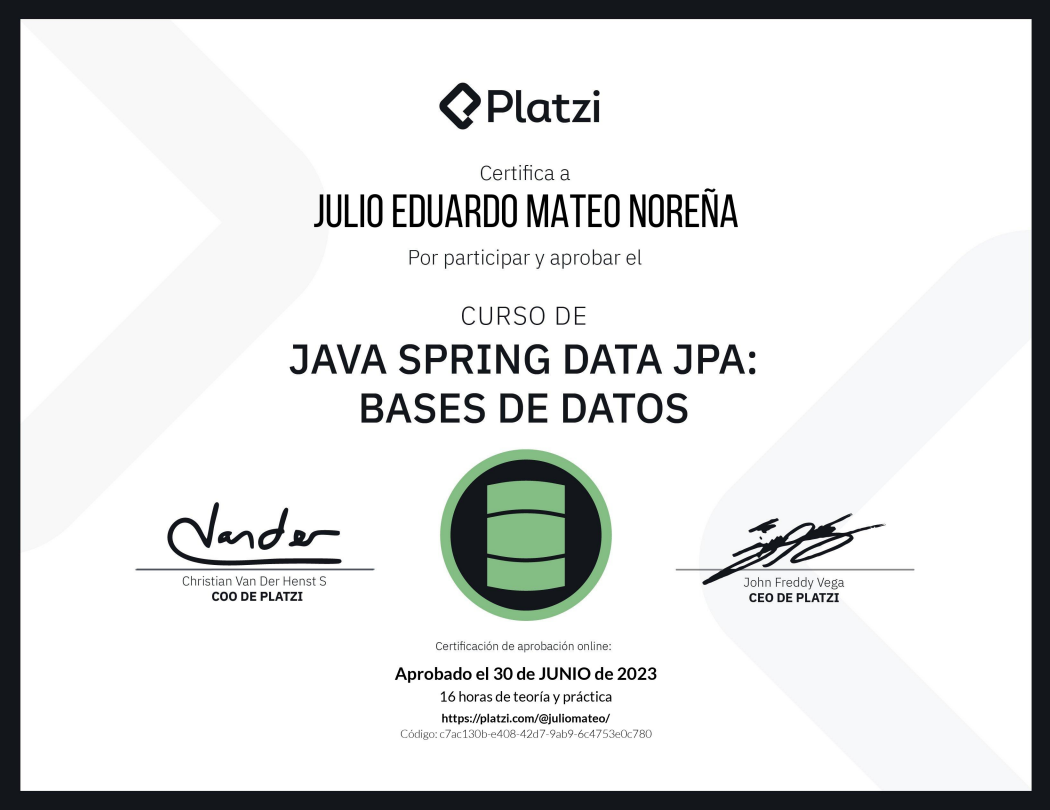 Platzi
Certifica a
JULIO EDUARDO MATEO NOREÑA
Por participar y aprobar el
CURSO DE
JAVA SPRING DATA JPA:
BASES DE DATOS
Vander
Christian Van Der Henst S
COO DE PLATZI
John Freddy Vega
CEO DE PLATZI
Certificación de aprobación online:
Aprobado el 30 de JUNIO de 2023
16 horas de teoría y práctica
https://platzi.com/@juliomateo/
Código: c7ac130b-e408-42d7-9ab9-6c4753e0c780